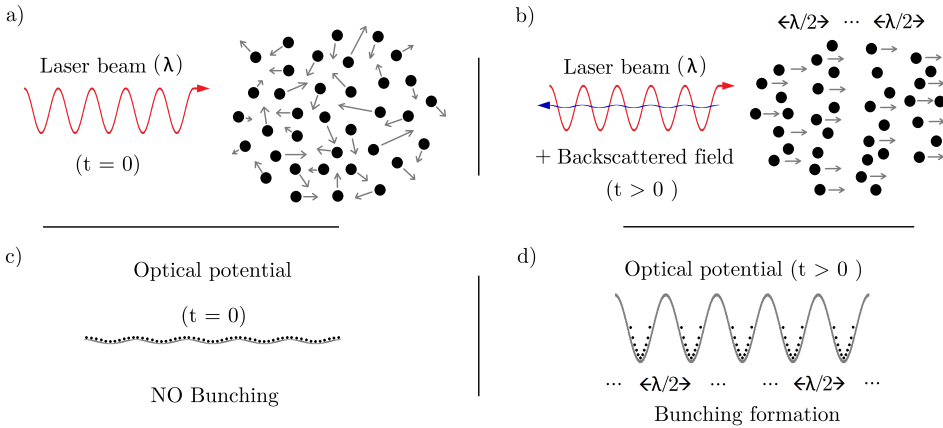 a)
Laser beam (λ)
(t = 0)
b)
λ/2 ... λ/2
Laser beam (λ)
+ Backscattered field
(t > 0 )
c)
Optical potential
(t = 0)
NO Bunching
d)
Optical potential (t > 0 )
... λ/2 ... ... λ/2 ...
Bunching formation